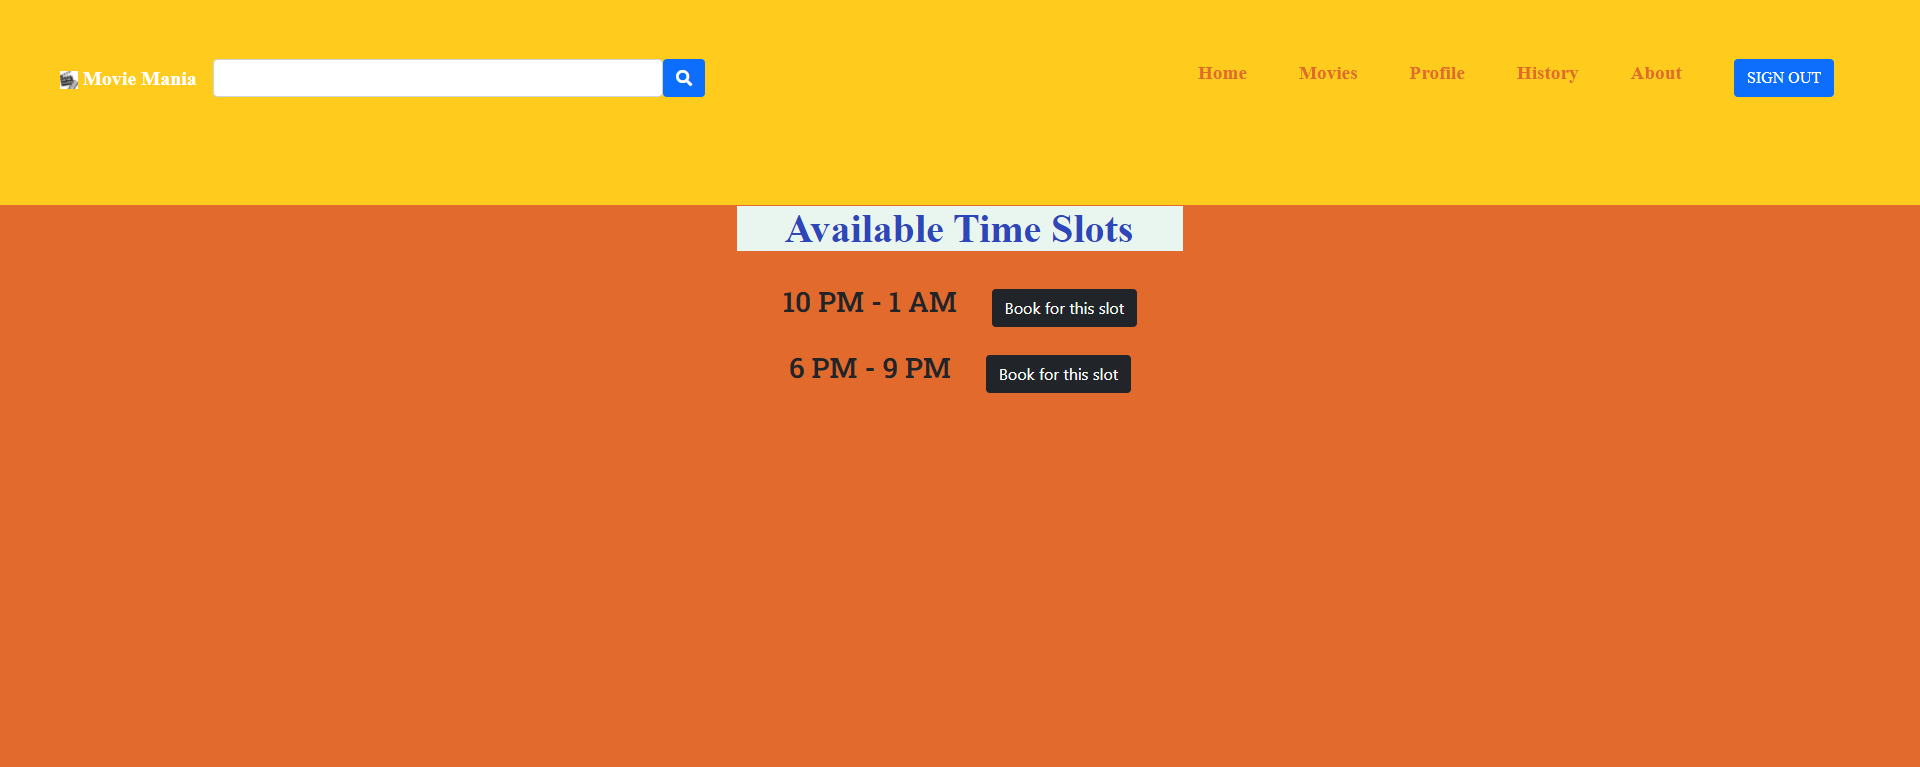 Movie Mania
Home Movies Profile History About SIGN OUT
Available Time Slots
10 PM - 1 AM Book for this slot
6 PM - 9 PM Book for this slot